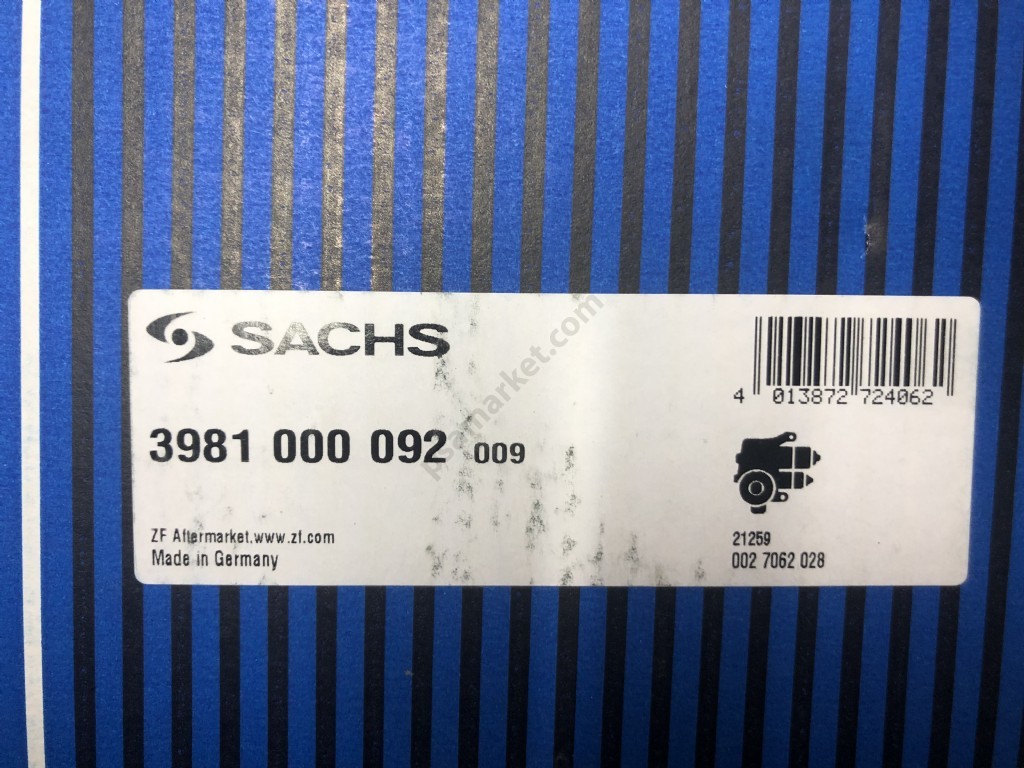 SACHS
4 013872 724062
3981 000 092 009
ZF Aftermarket.www.zf.com
Made in Germany
21259
002 7062 028